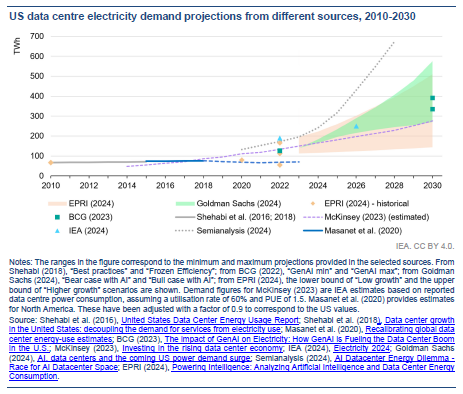 US data centre electricity demand projections from different sources, 2010-2030
TWh
700
600
500
400
300
200
100
0
2010 2012 2014 2016 2018 2020 2022 2024 2026 2028 2030
EPRI (2024) Goldman Sachs (2024) EPRI (2024) - historical
BCG (2023) Shehabi et al. (2016; 2018) McKinsey (2023) (estimated)
IEA (2024) Semianalysis (2024) Masanet et al. (2020)
IEA. CC BY 4.0.
Notes: The ranges in the figure correspond to the minimum and maximum projections provided in the selected sources. From
Shehabi (2018), "Best practices" and "Frozen Efficiency"; from BCG (2022), "GenAI min" and "GenAI max"; from Goldman
Sachs (2024), "Bear case with AI" and "Bull case with AI"; from EPRI (2024), the lower bound of "Low growth" and the upper
bound of "Higher growth" scenarios are shown. Demand figures for McKinsey (2023) are IEA estimates based on reported
data centre power consumption, assuming a utilisation rate of 60% and PUE of 1.5. Masanet et al. (2020) provides estimates
for North America. These have been adjusted with a factor of 0.9 to correspond to the US values.
Source: Shehabi et al. (2016), United States Data Center Energy Usage Report; Shehabi et al. (2018), Data center growth
in the United States: decoupling the demand for services from electricity use; Masanet et al. (2020), Recalibrating global data
center energy-use estimates; BCG (2023), The Impact of GenAI on Electricity: How GenAI is Fueling the Data Center Boom
in the U.S.; McKinsey (2023), Investing in the rising data center economy; IEA (2024), Electricity 2024; Goldman Sachs
(2024), AI, data centers and the coming US power demand surge; Semianalysis (2024), AI Datacenter Energy Dilemma -
Race for AI Datacenter Space; EPRI (2024), Powering Intelligence: Analyzing Artificial Intelligence and Data Center Energy
Consumption.